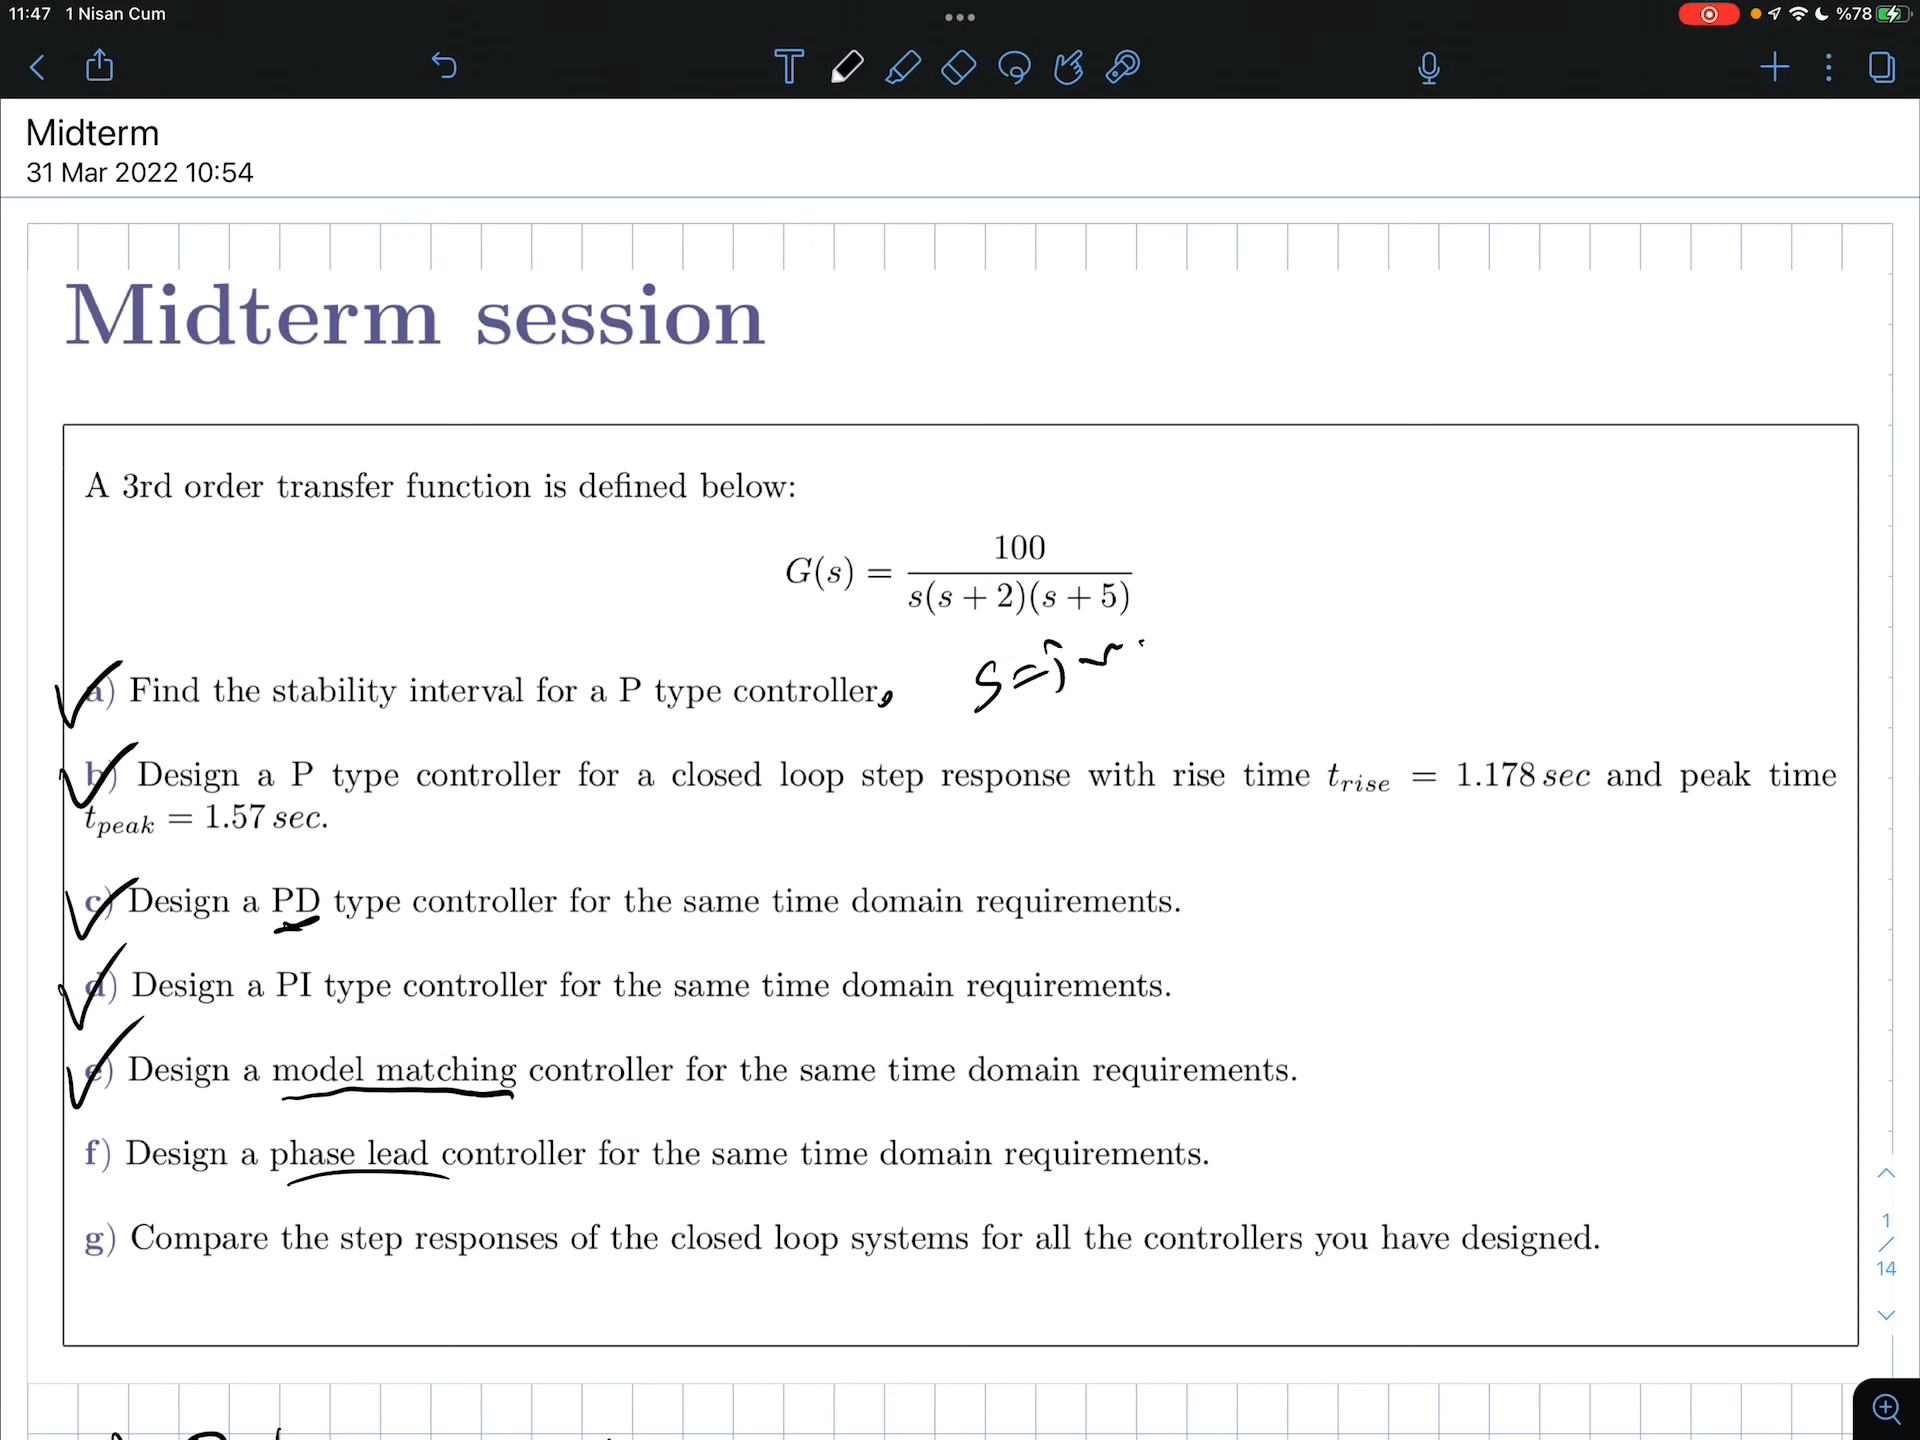 11:47 1 Nisan Cum
%78
Midterm
31 Mar 2022 10:54
Midterm session
A 3rd order transfer function is defined below:
G(s) = 100 / s(s + 2)(s + 5)
a) Find the stability interval for a P type controller,
s=jw
b) Design a P type controller for a closed loop step response with rise time t_rise = 1.178 sec and peak time
t_peak = 1.57 sec.
c) Design a PD type controller for the same time domain requirements.
d) Design a PI type controller for the same time domain requirements.
e) Design a model matching controller for the same time domain requirements.
f) Design a phase lead controller for the same time domain requirements.
g) Compare the step responses of the closed loop systems for all the controllers you have designed.
1
/
14